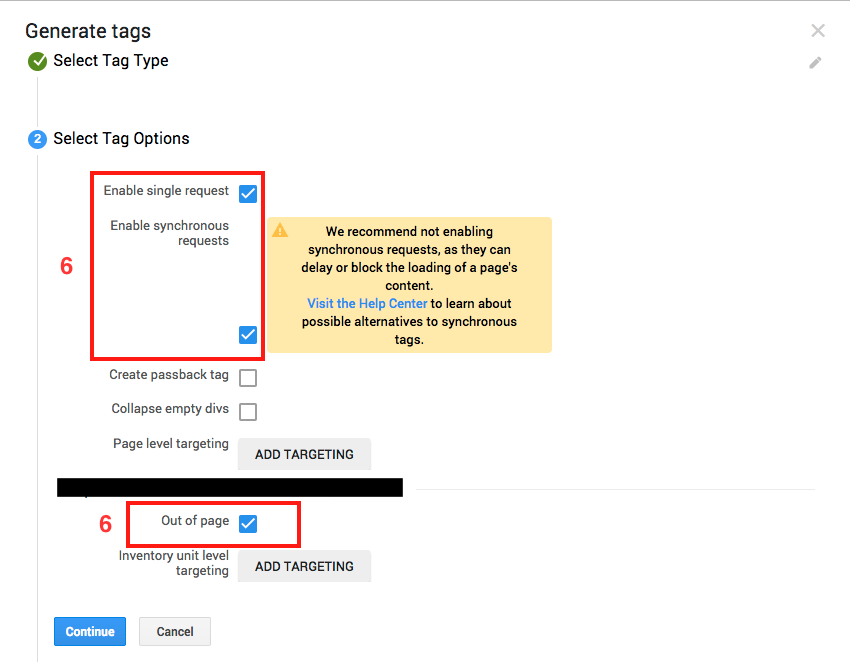 Generate tags
Select Tag Type
2 Select Tag Options
Enable single request
Enable synchronous
requests
6
We recommend not enabling
synchronous requests, as they can
delay or block the loading of a page's
content.
Visit the Help Center to learn about
possible alternatives to synchronous
tags.
Create passback tag
Collapse empty divs
Page level targeting
ADD TARGETING
6
Out of page
Inventory unit level
targeting
ADD TARGETING
Continue
Cancel